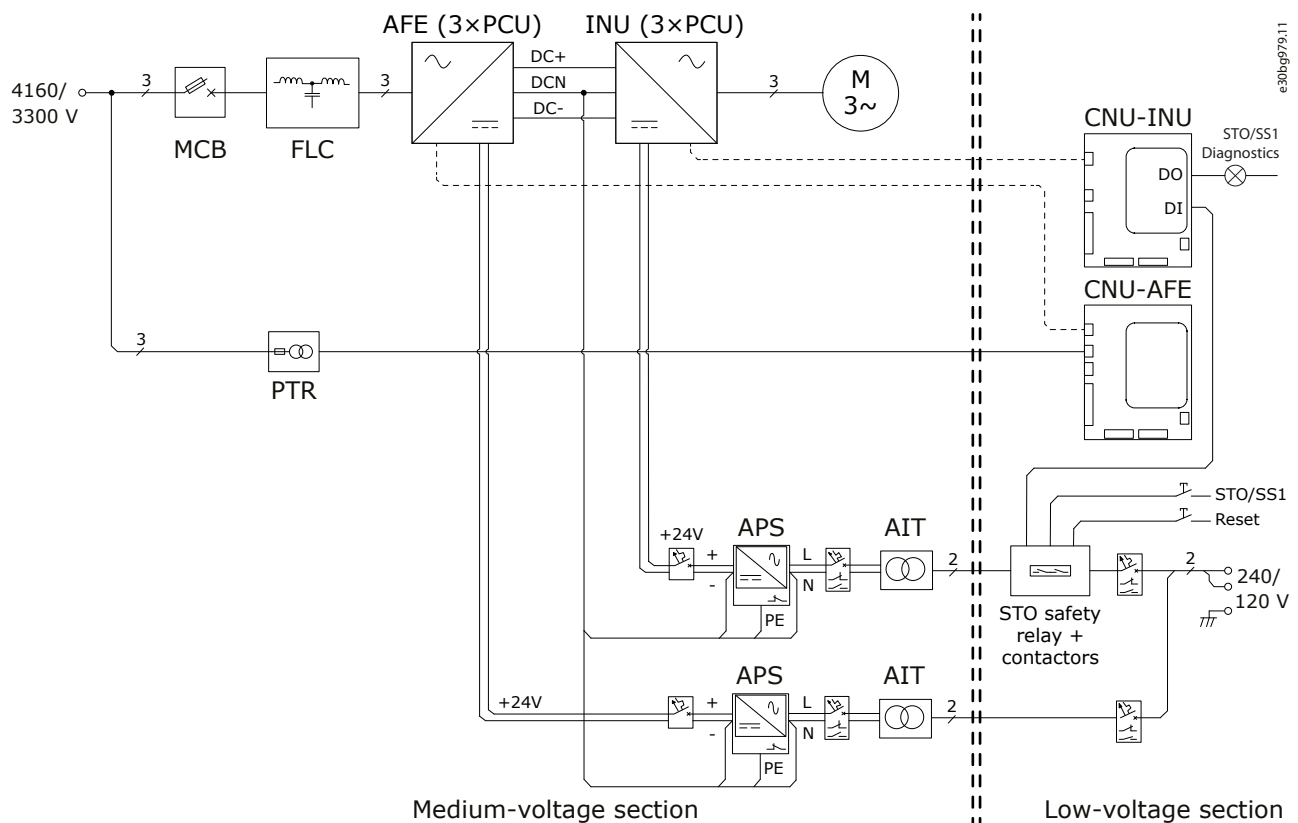 AFE (3×PCU)
INU (3×PCU)
e30bg979.11
4160/
3300 V
3
MCB
FLC
3
DC+
DCN
DC-
3
M
3~
CNU-INU
STO/SS1
Diagnostics
DO
DI
CNU-AFE
3
PTR
STO/SS1
Reset
+24V
+
-
APS
L
N
PE
AIT
2
STO safety
relay +
contactors
2
240/
120 V
+24V
+
-
APS
L
N
PE
AIT
2
Medium-voltage section
Low-voltage section